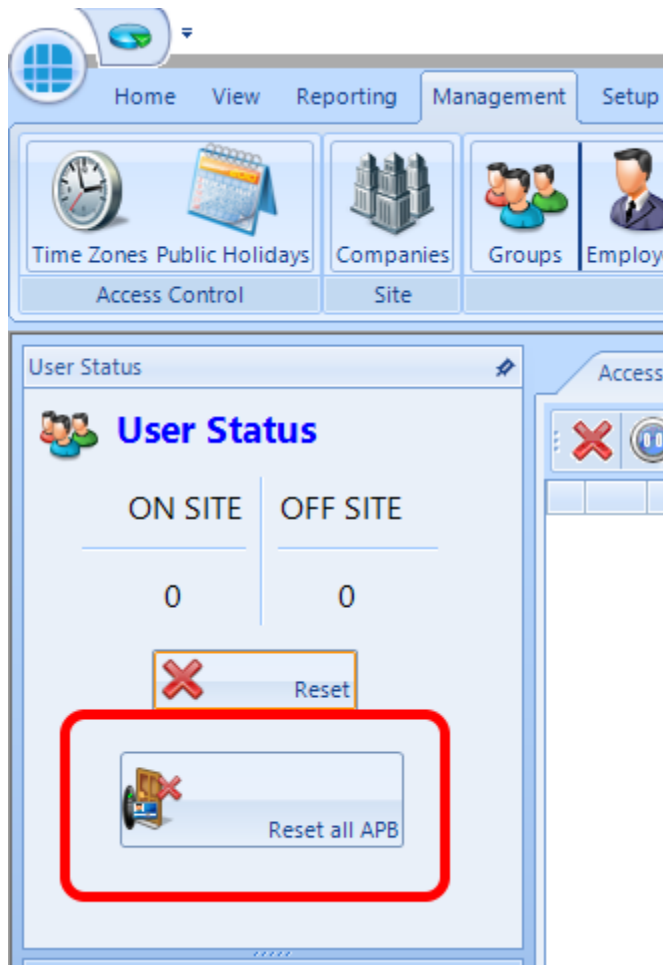 Home View Reporting Management Setup
Time Zones Public Holidays Companies Groups Employ
Access Control Site
User Status Access
User Status
ON SITE OFF SITE
0 0
Reset
Reset all APB